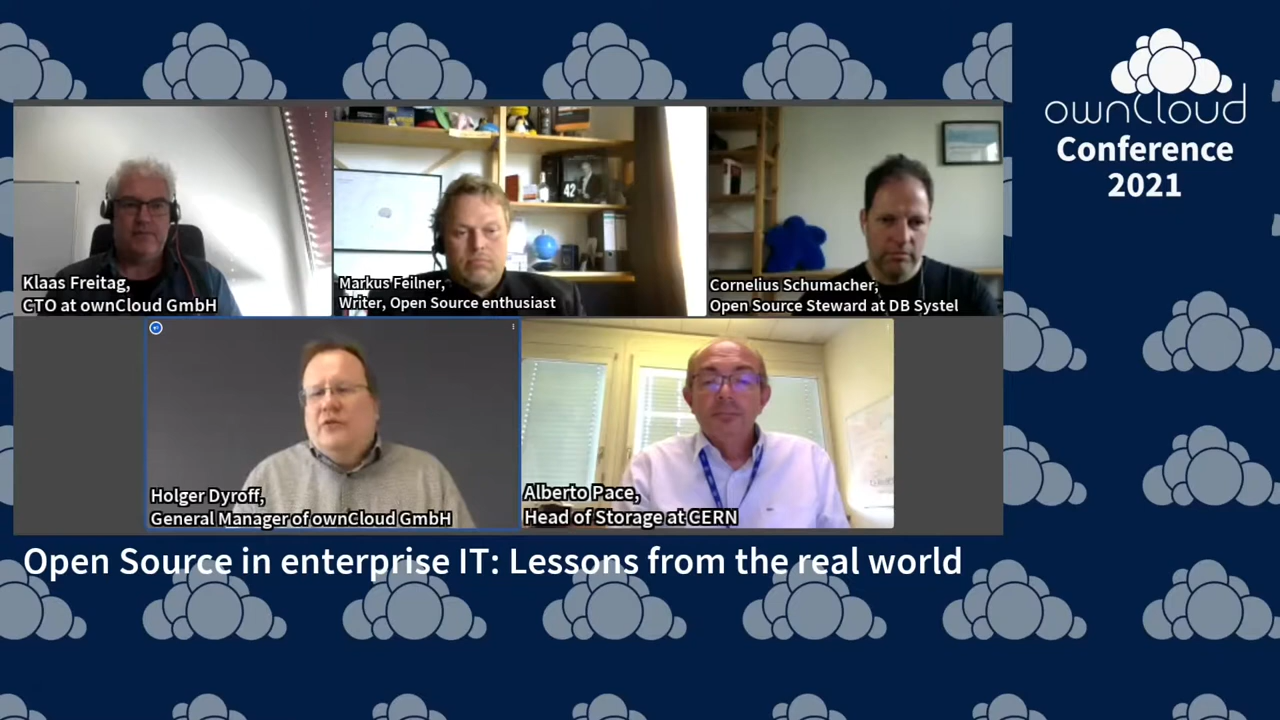 ownCloud
Conference
2021
Klaas Freitag,
CTO at ownCloud GmbH
Markus Feilner,
Writer, Open Source enthusiast
42
Cornelius Schumacher,
Open Source Steward at DB Systel
Holger Dyroff,
General Manager of ownCloud GmbH
Alberto Pace,
Head of Storage at CERN
Open Source in enterprise IT: Lessons from the real world